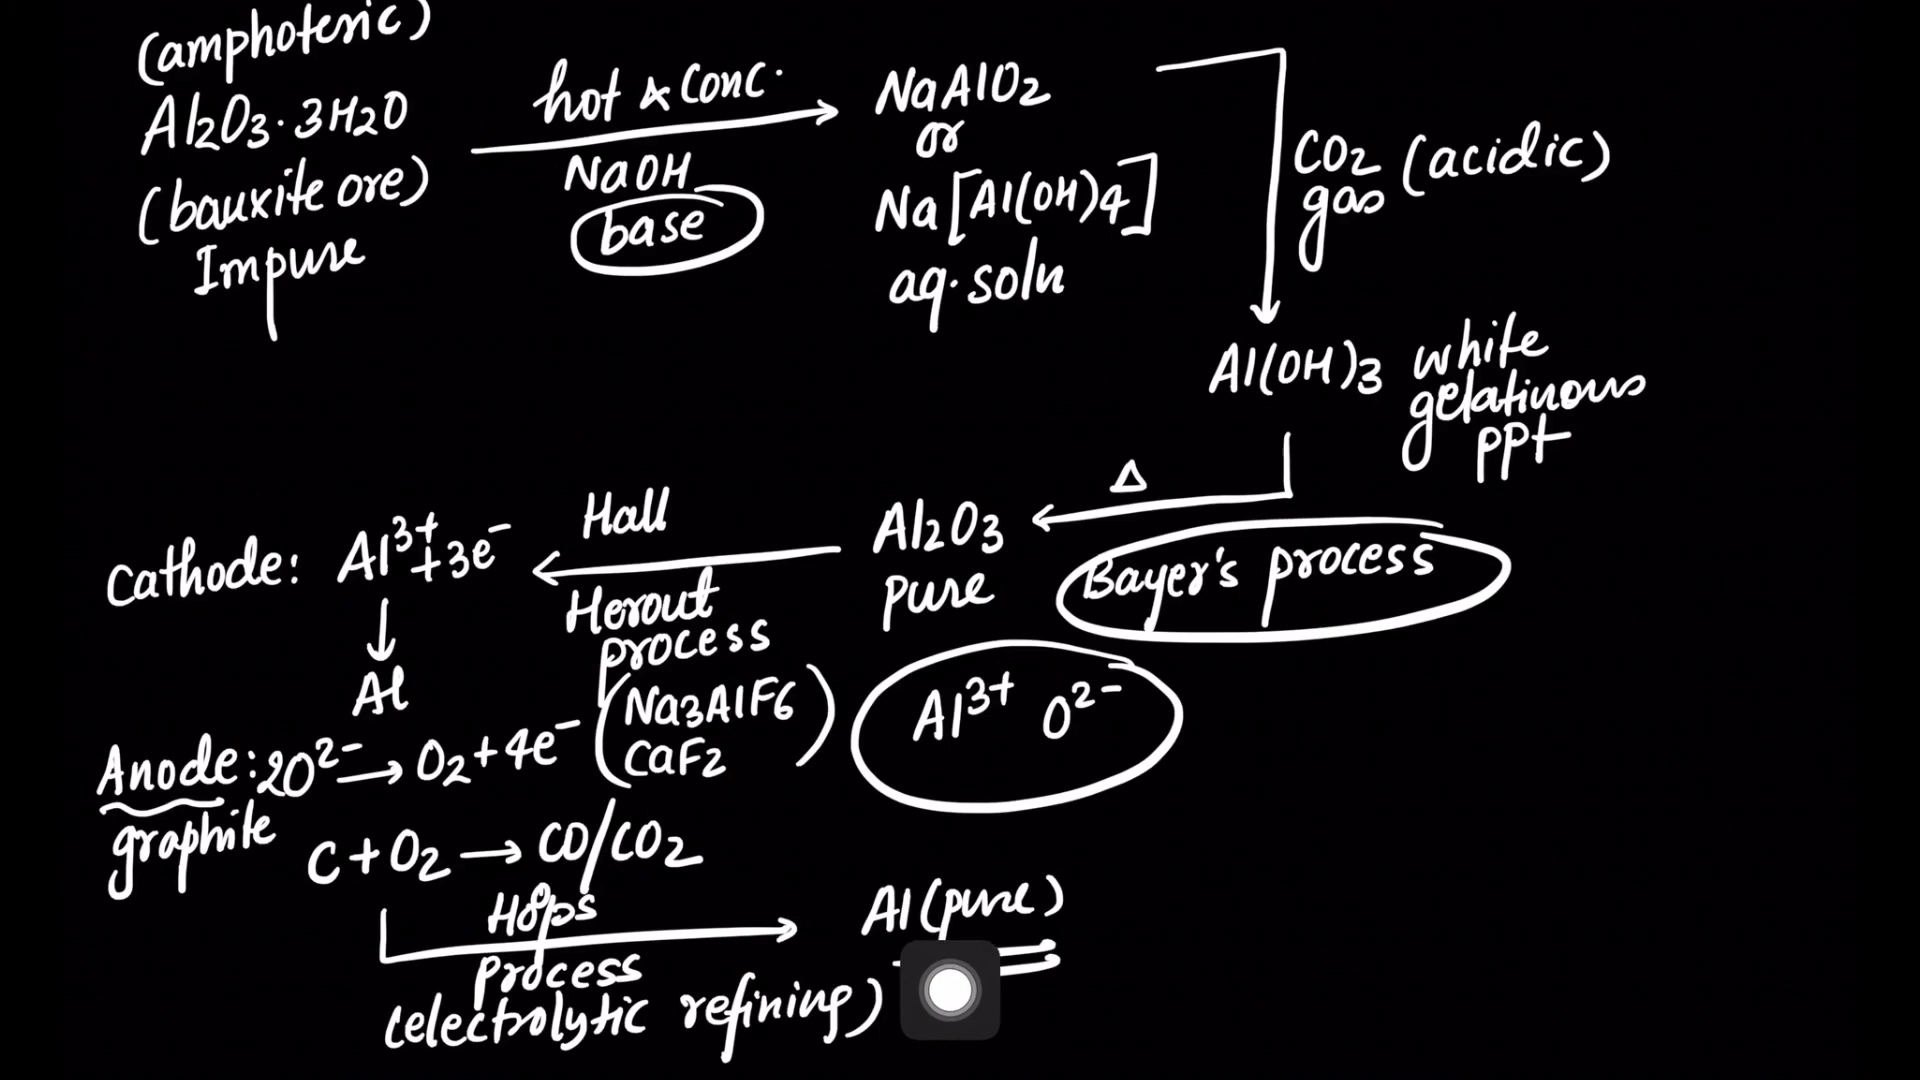 (amphoteric)
Al2O3·3H2O
(bauxite ore)
Impure
hot & conc.
NaOH
base
NaAlO2
or
Na[Al(OH)4]
aq. soln
CO2 (acidic)
gas
Al(OH)3 white
gelatinous
ppt
Δ
Bayer's process
Al2O3
pure
Al3+ O2-
Hall
Herout
process
(Na3AlF6
CaF2)
Cathode: Al3+ + 3e-
↓
Al
Anode: 2O2- → O2 + 4e-
graphite
C + O2 → CO/CO2
Hops
Process
(electrolytic refining)
Al (pure)